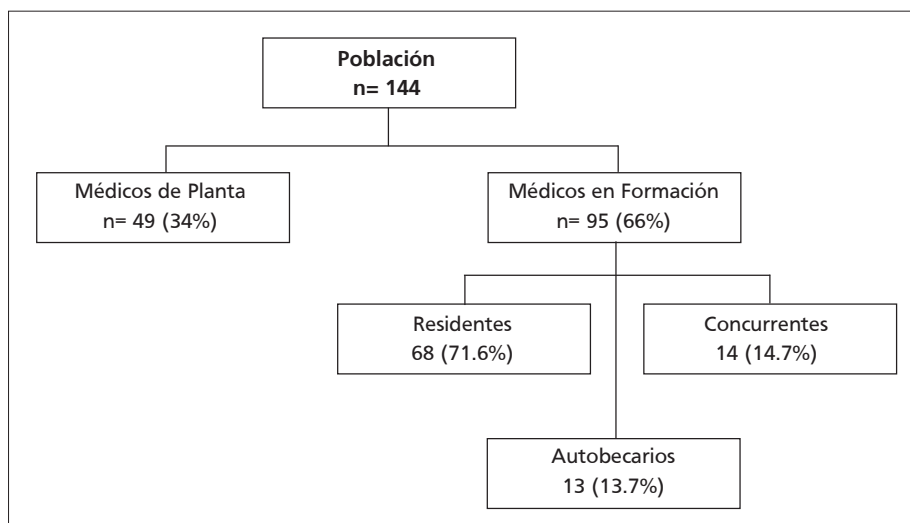 Población
n= 144
Médicos de Planta
n= 49 (34%)
Médicos en Formación
n= 95 (66%)
Residentes
68 (71.6%)
Concurrentes
14 (14.7%)
Autobecarios
13 (13.7%)